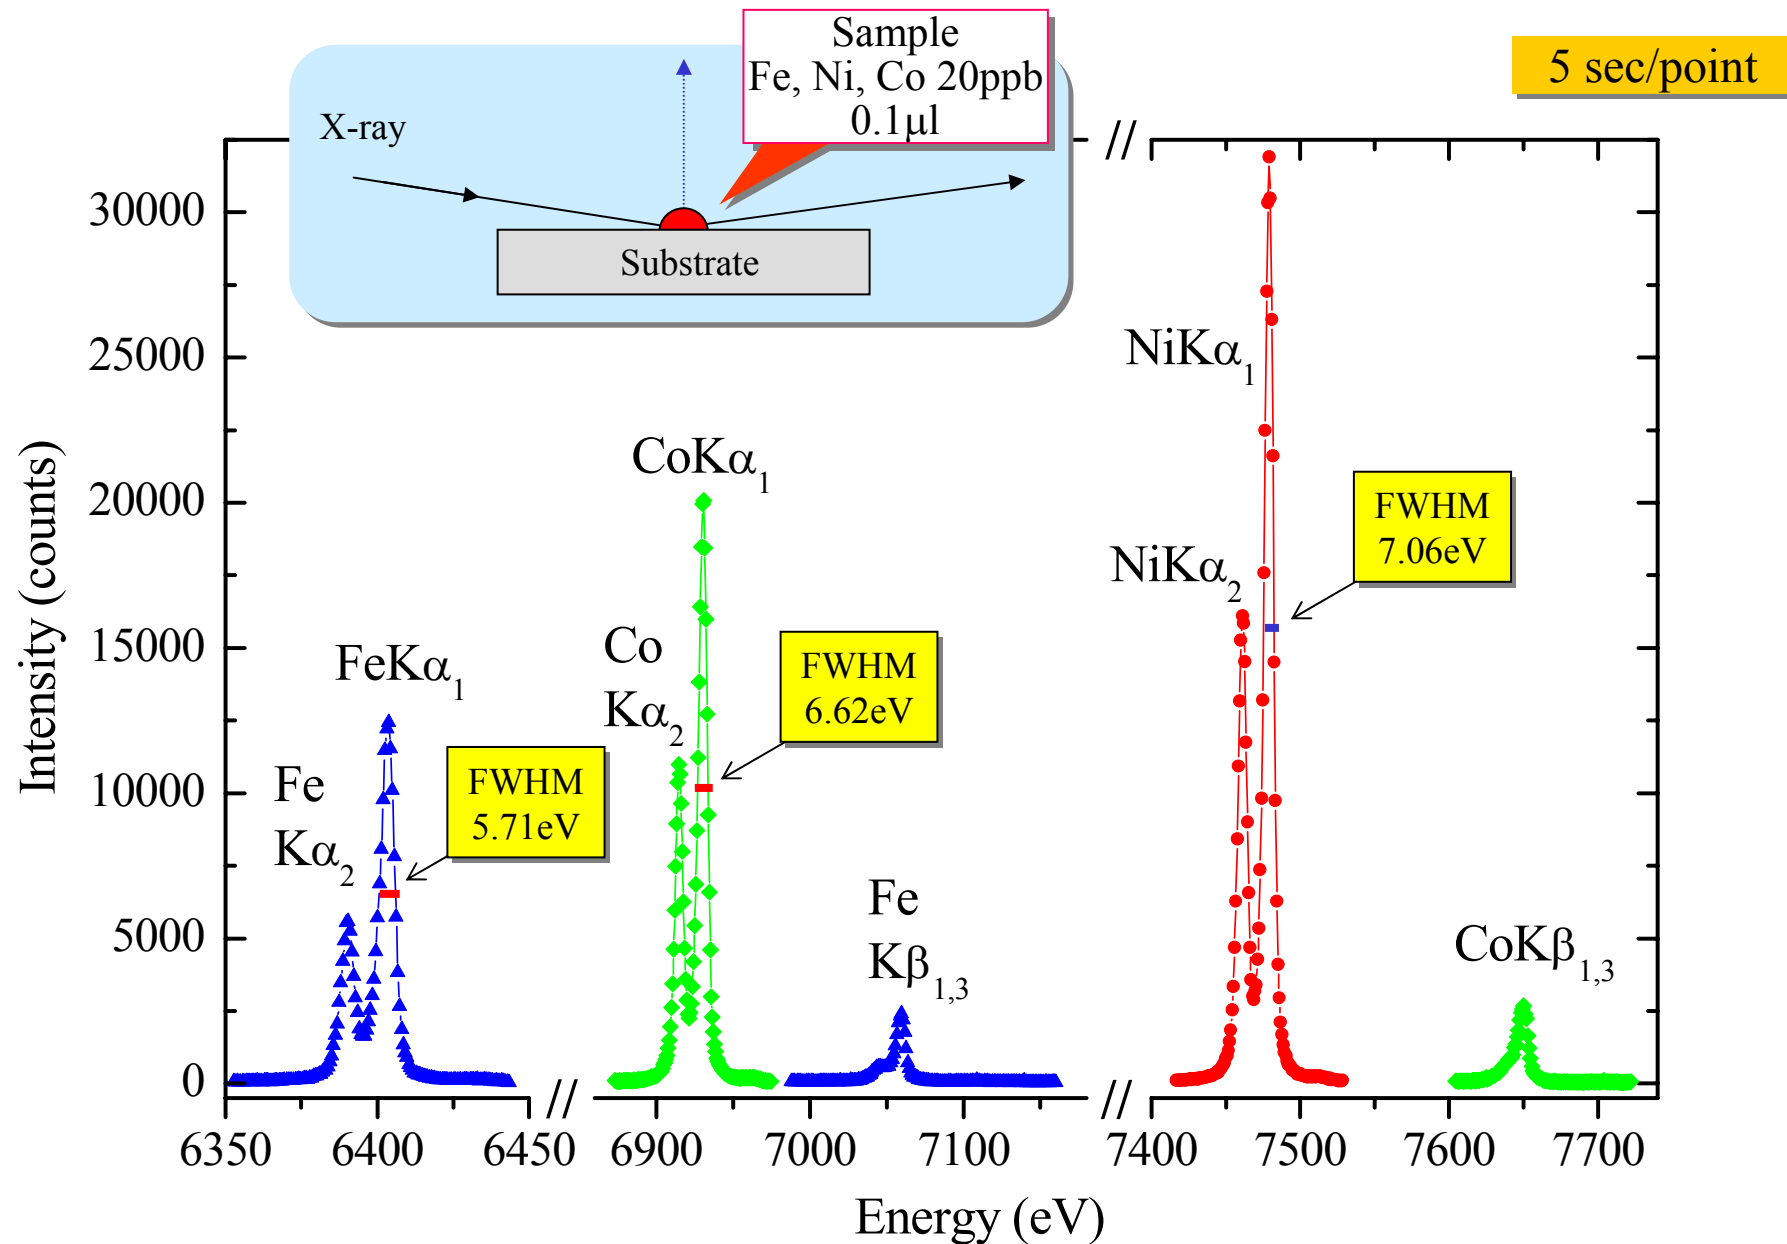 Sample
Fe, Ni, Co 20ppb
0.1μl
5 sec/point
X-ray
Substrate
//
30000
25000
20000
15000
10000
5000
0
Intensity (counts)
NiKα1
CoKα1
FWHM
7.06eV
NiKα2
Co
Kα2
FWHM
6.62eV
FeKα1
Fe
Kα2
FWHM
5.71eV
Fe
Kβ1,3
CoKβ1,3
// //
6350 6400 6450 6900 7000 7100 7400 7500 7600 7700
Energy (eV)